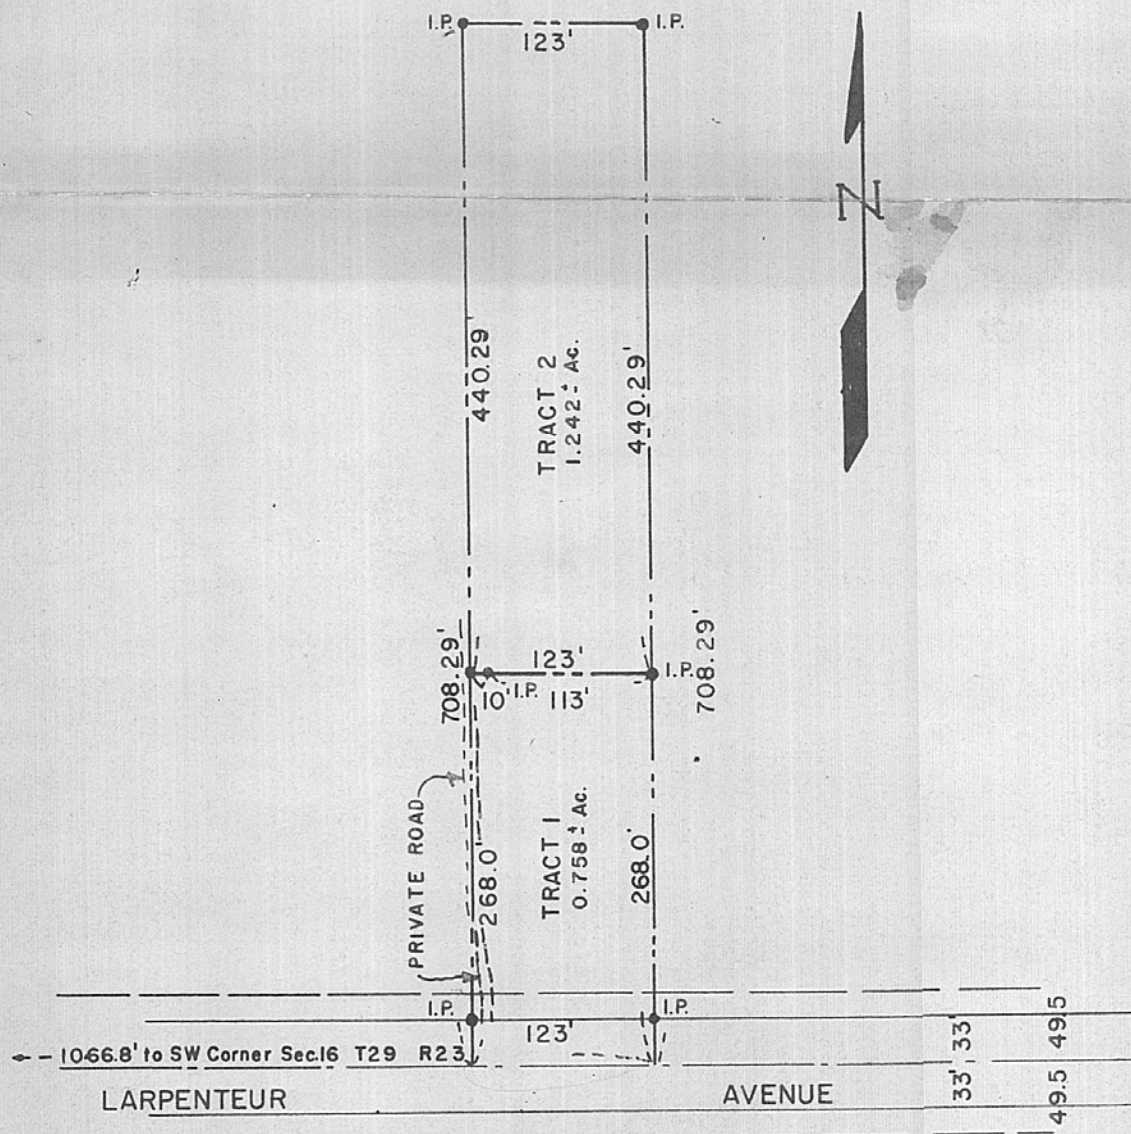 I.P.
I.P.
123'
N
440.29'
TRACT 2
1.242± Ac.
440.29'
708.29'
123'
I.P.
10'
I.P.
113'
708.29'
PRIVATE ROAD
268.0'
TRACT 1
0.758± Ac.
268.0'
I.P.
I.P.
123'
33'
49.5
1066.8' to SW Corner Sec.16 T29 R23
33'
49.5
LARPENTEUR AVENUE